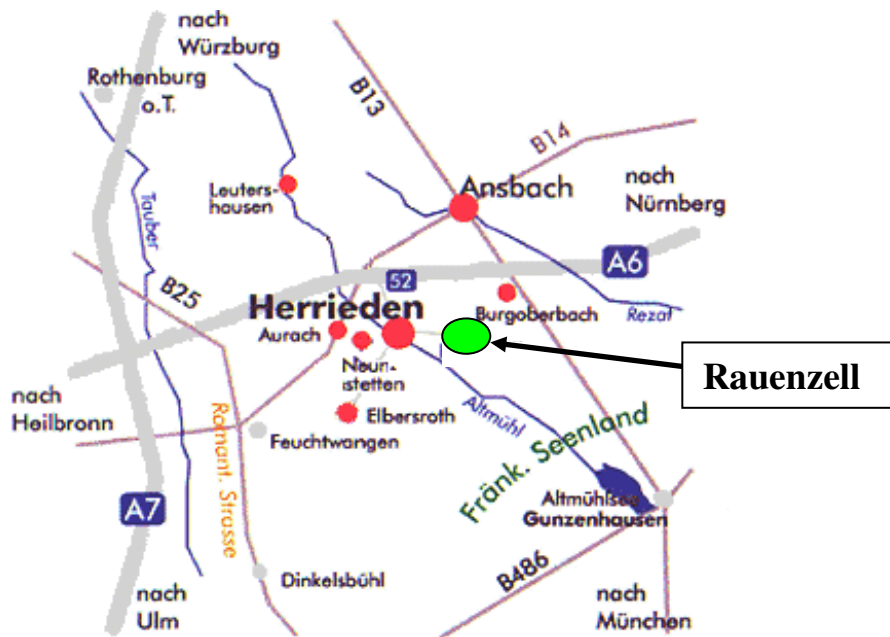 nach
Würzburg
Rothenburg
o.T.
B13
B14
Leuters-
hausen
Ansbach
nach
Nürnberg
Tauber
A6
52
B25
Herrieden
Burgoberbach
Rezat
Aurach
Neun-
stetten
Rauenzell
nach
Heilbronn
Romant. Strasse
Elbersroth
Altmühl
Feuchtwangen
Fränk. Seenland
A7
Altmühlsee
Gunzenhausen
B486
Dinkelsbühl
nach
Ulm
nach
München